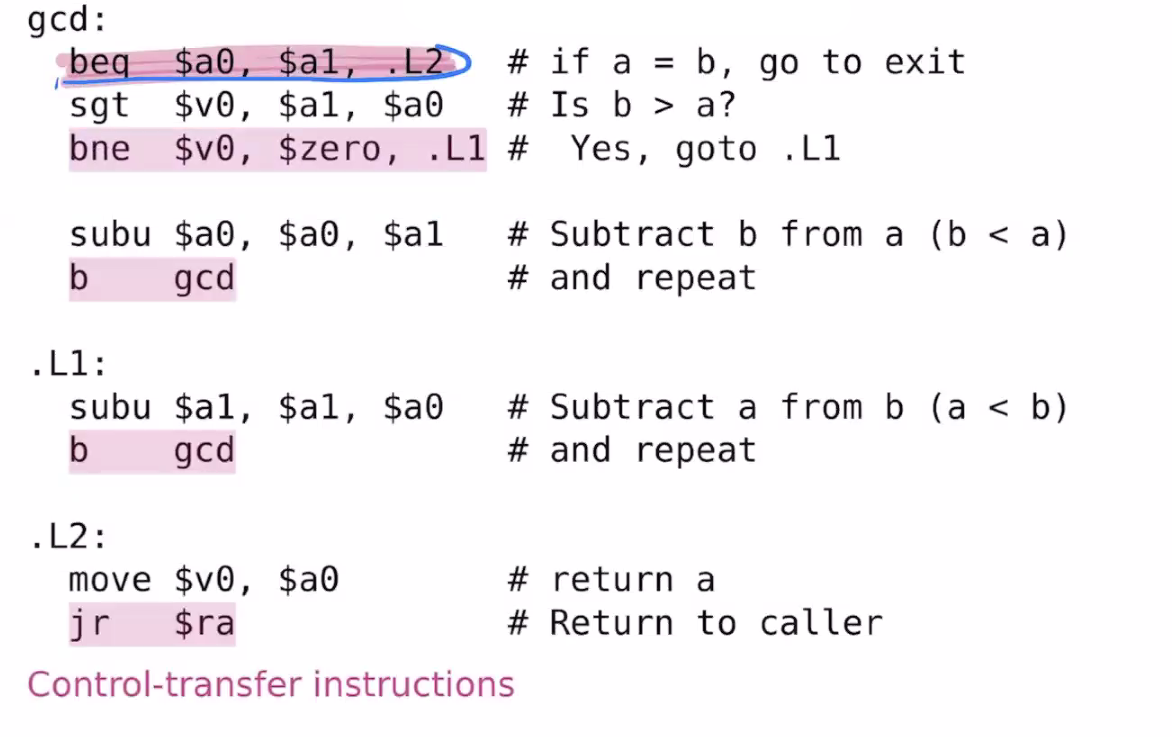 gcd:
beq $a0, $a1, .L2 # if a = b, go to exit
sgt $v0, $a1, $a0 # Is b > a?
bne $v0, $zero, .L1 # Yes, goto .L1
subu $a0, $a0, $a1 # Subtract b from a (b < a)
b gcd # and repeat
.L1:
subu $a1, $a1, $a0 # Subtract a from b (a < b)
b gcd # and repeat
.L2:
move $v0, $a0 # return a
jr $ra # Return to caller
Control-transfer instructions